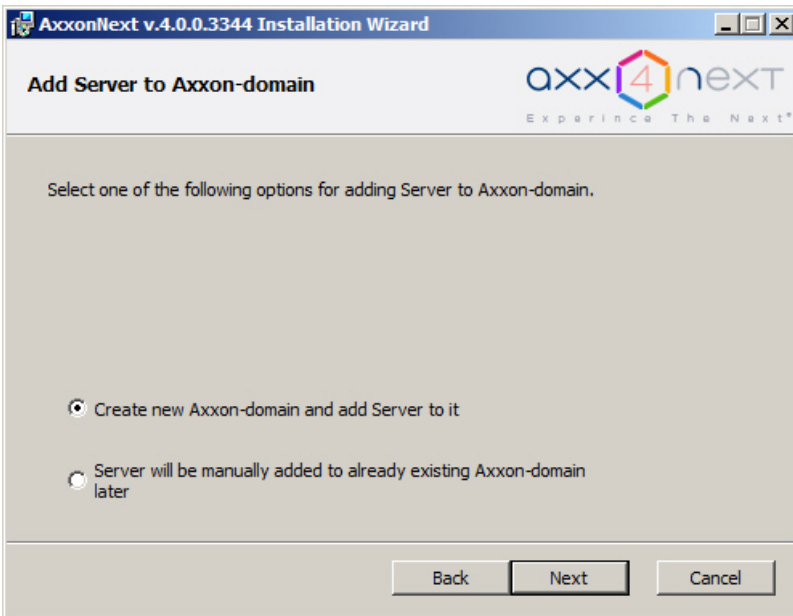 AxxonNext v.4.0.0.3344 Installation Wizard
Add Server to Axxon-domain
axx4next
Experince The Next®
Select one of the following options for adding Server to Axxon-domain.
Create new Axxon-domain and add Server to it
Server will be manually added to already existing Axxon-domain
later
Back Next Cancel